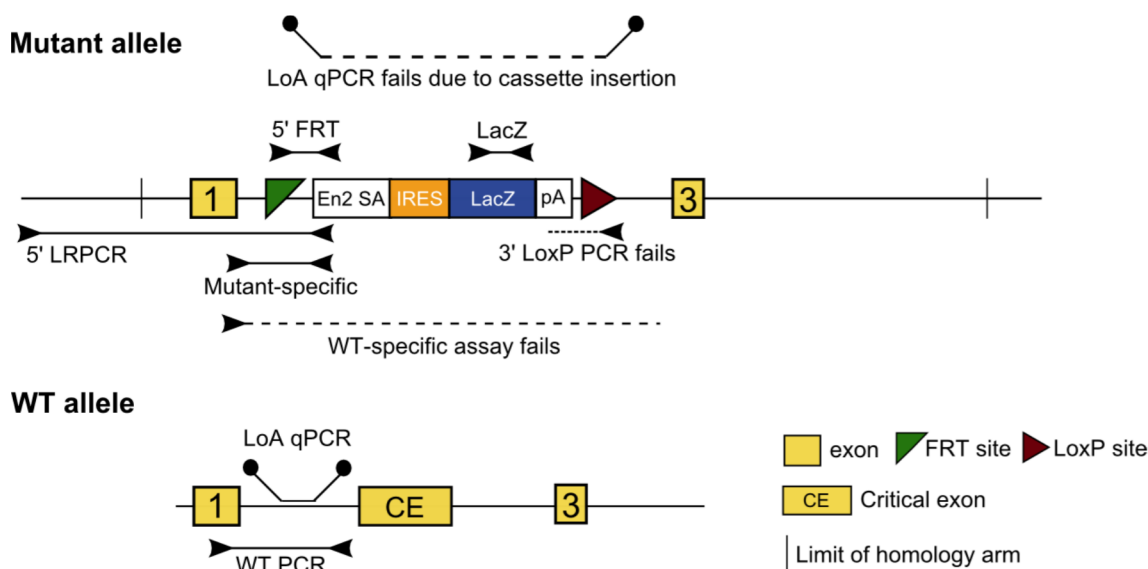 Mutant allele
LoA qPCR fails due to cassette insertion
5' FRT
LacZ
1
En2 SA
IRES
LacZ
pA
3
5' LRPCR
3' LoxP PCR fails
Mutant-specific
WT-specific assay fails
WT allele
LoA qPCR
1
CE
3
WT PCR
exon
FRT site
LoxP site
CE
Critical exon
Limit of homology arm